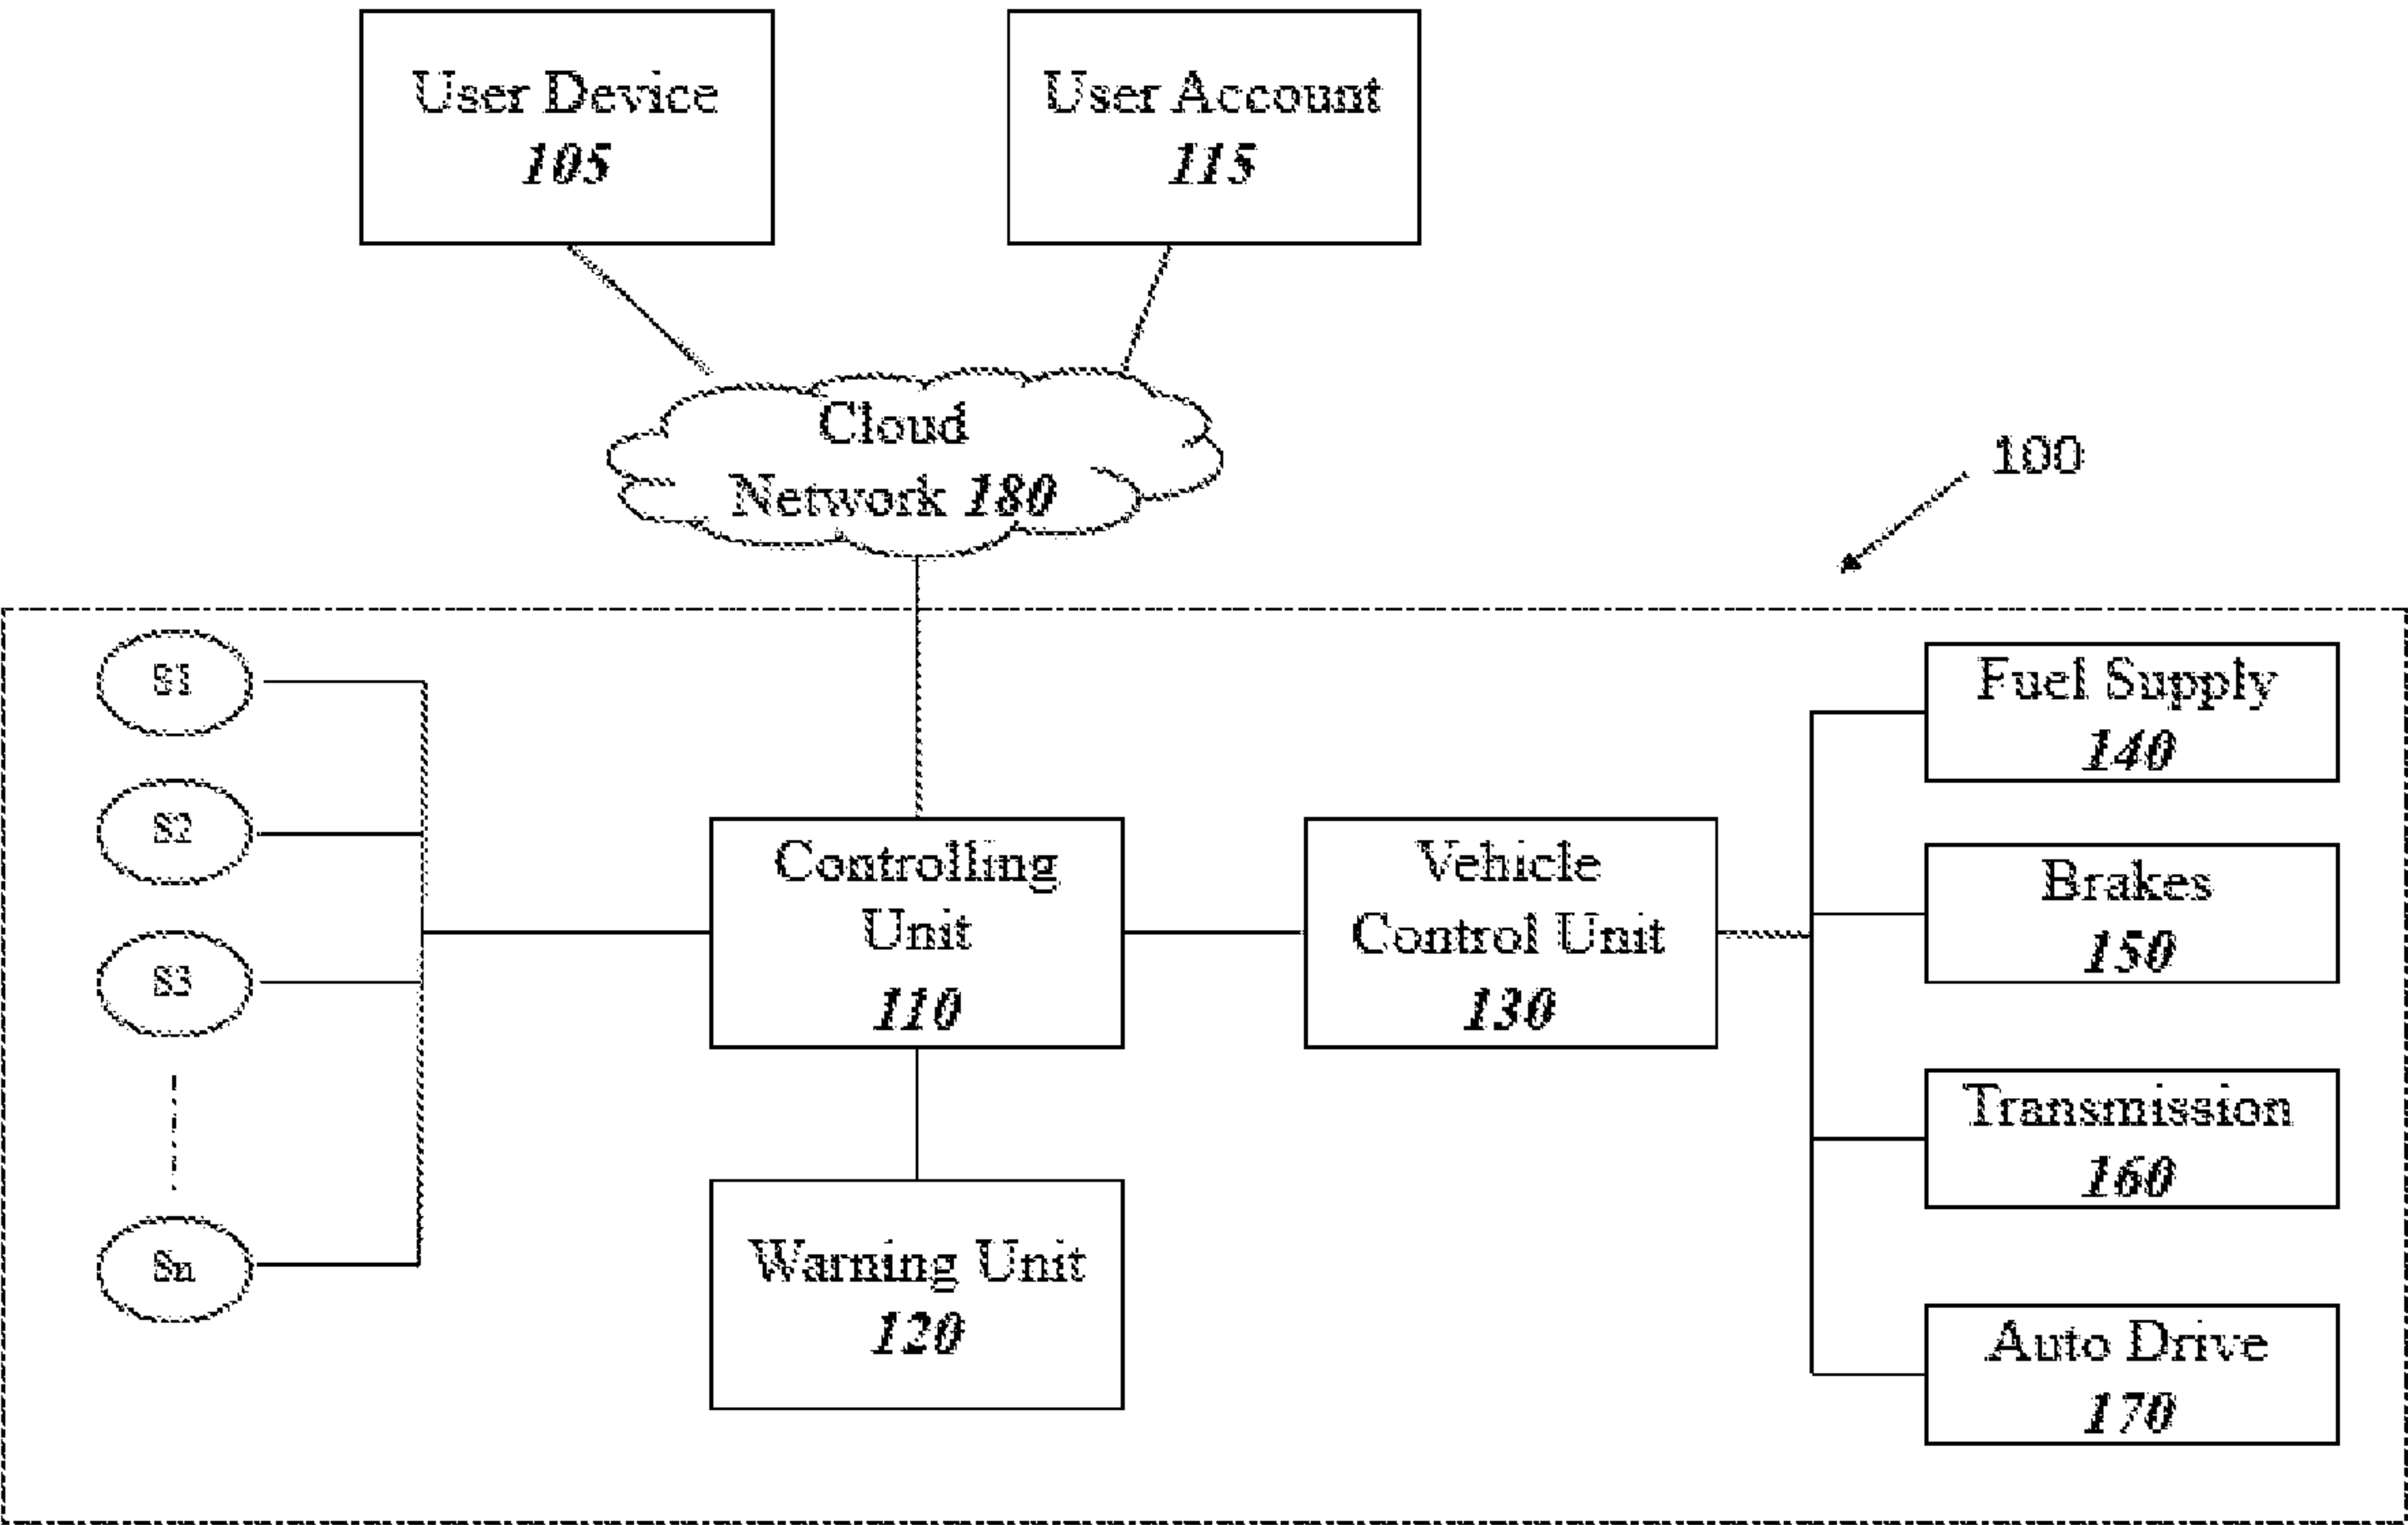 User Device
105
User Account
115
Cloud
Network 180
100
S1
S2
S3
Sn
Controlling
Unit
110
Warning Unit
120
Vehicle
Control Unit
130
Fuel Supply
140
Brakes
150
Transmission
160
Auto Drive
170